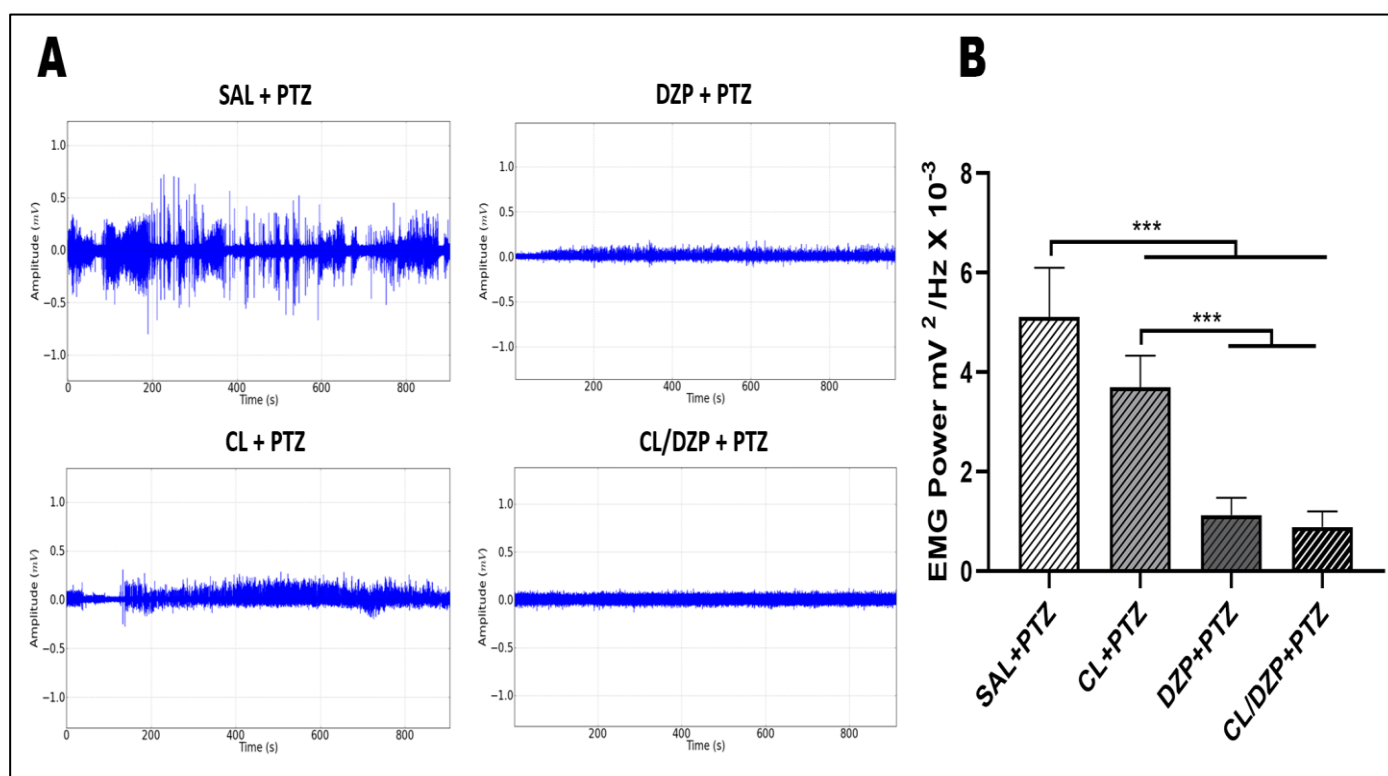 A
SAL + PTZ
Amplitude (mV)
1.0
0.5
0.0
−0.5
−1.0
0 200 400 600 800
Time (s)
DZP + PTZ
Amplitude (mV)
1.0
0.5
0.0
−0.5
−1.0
200 400 600 800
Time (s)
CL + PTZ
Amplitude (mV)
1.0
0.5
0.0
−0.5
−1.0
0 200 400 600 800
Time (s)
CL/DZP + PTZ
Amplitude (mV)
1.0
0.5
0.0
−0.5
−1.0
200 400 600 800
Time (s)
B
EMG Power mV ² /Hz X 10⁻³
8
6
4
2
0
***
***
SAL+PTZ
CL+PTZ
DZP+PTZ
CL/DZP+PTZ